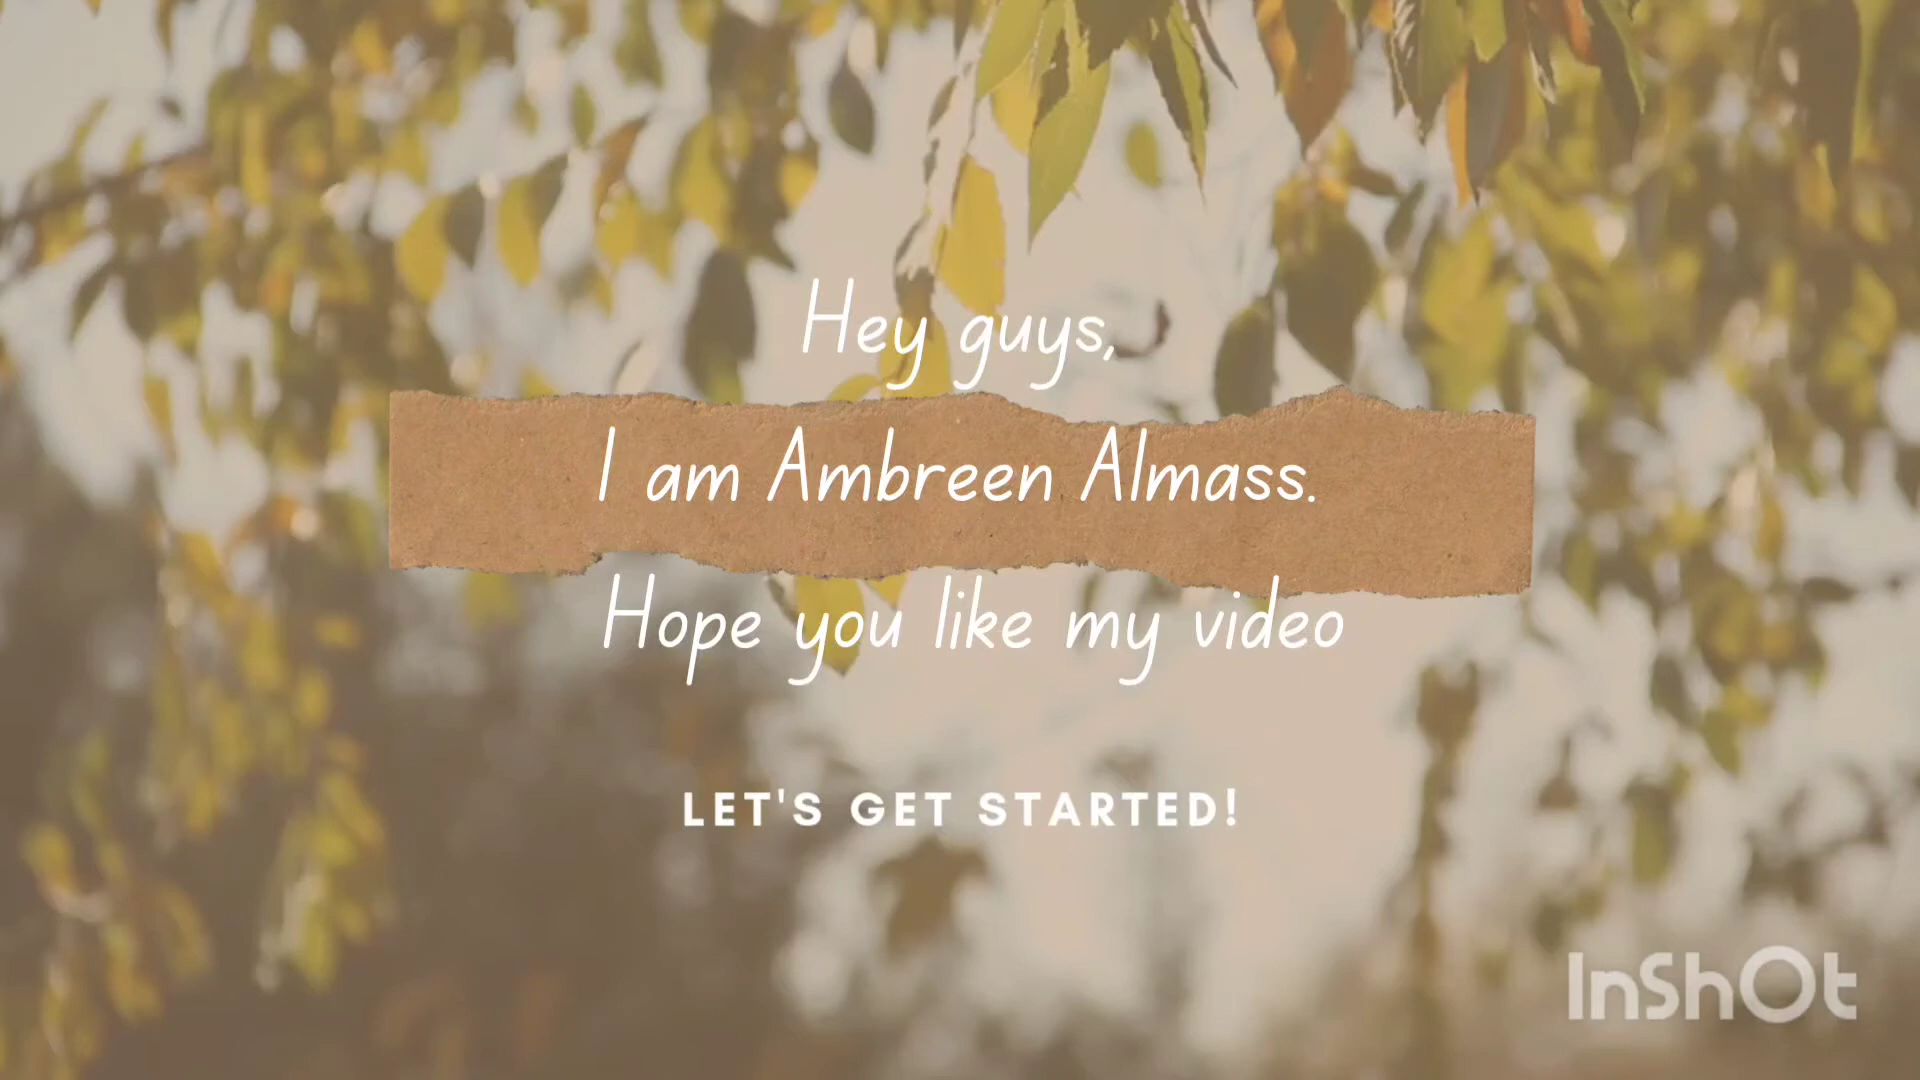 Hey guys,
I am Ambreen Almass.
Hope you like my video
LET'S GET STARTED!
InShOt